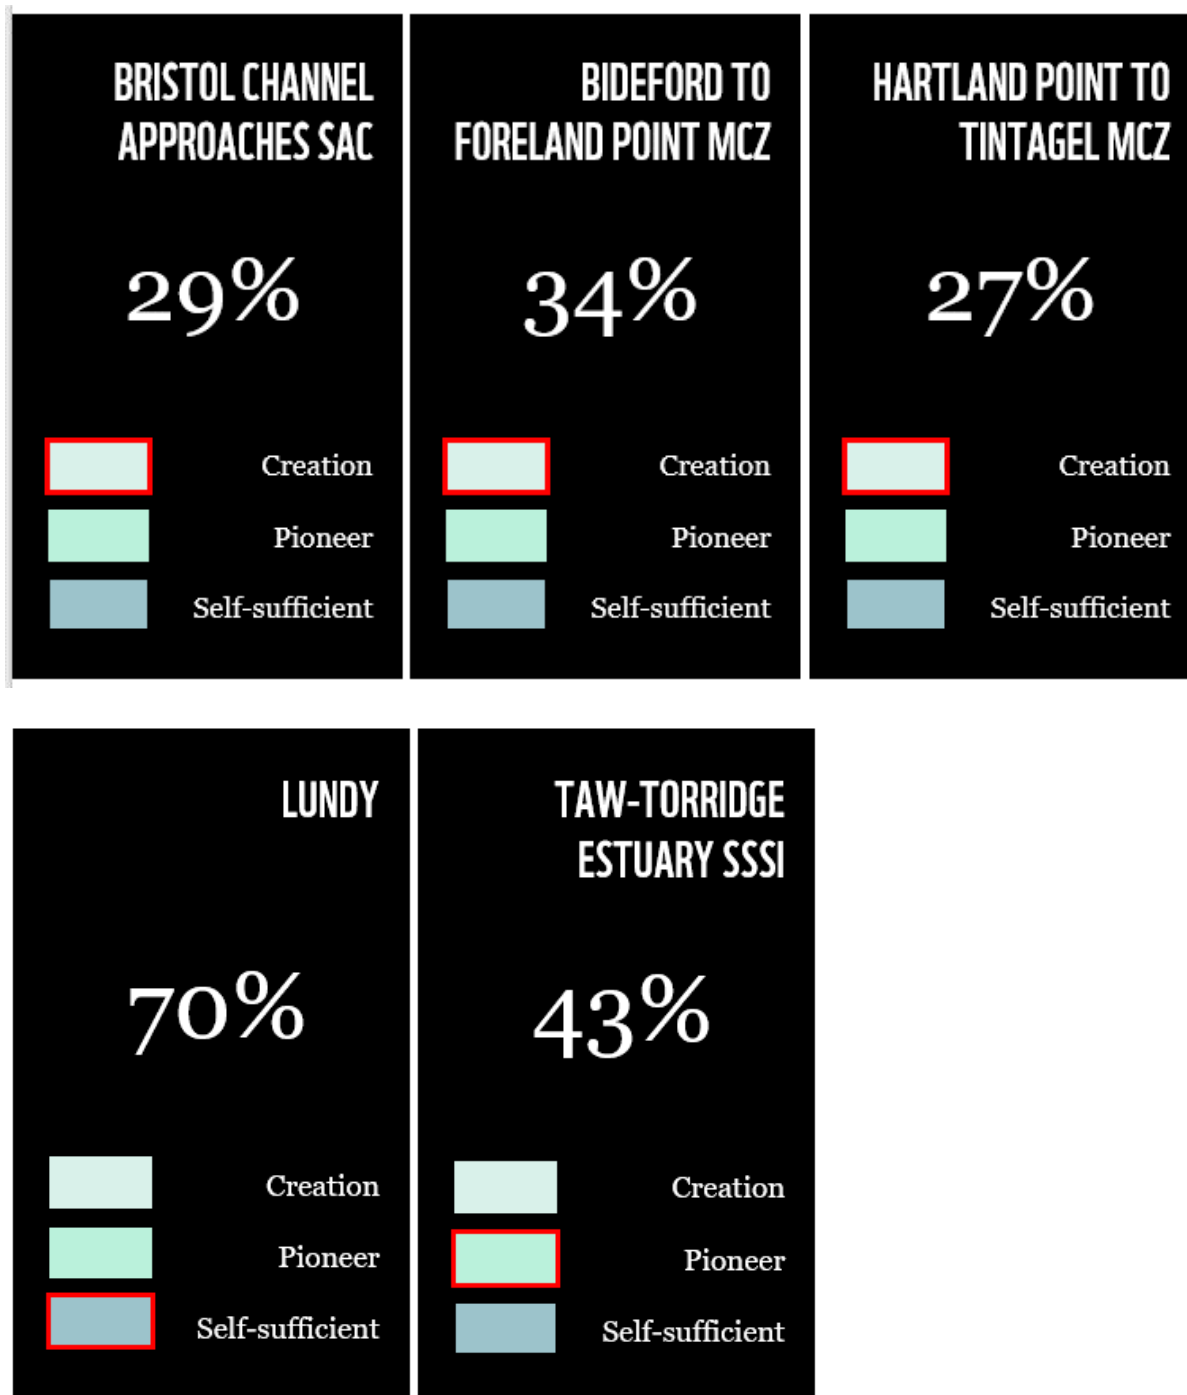 BRISTOL CHANNEL
APPROACHES SAC
29%
Creation
Pioneer
Self-sufficient
BIDEFORD TO
FORELAND POINT MCZ
34%
Creation
Pioneer
Self-sufficient
HARTLAND POINT TO
TINTAGEL MCZ
27%
Creation
Pioneer
Self-sufficient
LUNDY
70%
Creation
Pioneer
Self-sufficient
TAW-TORRIDGE
ESTUARY SSSI
43%
Creation
Pioneer
Self-sufficient